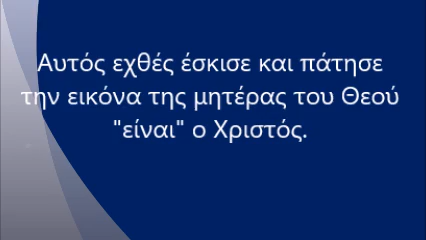 Αυτός εχθές έσκισε και πάτησε
την εικόνα της μητέρας του Θεού
"είναι" ο Χριστός.